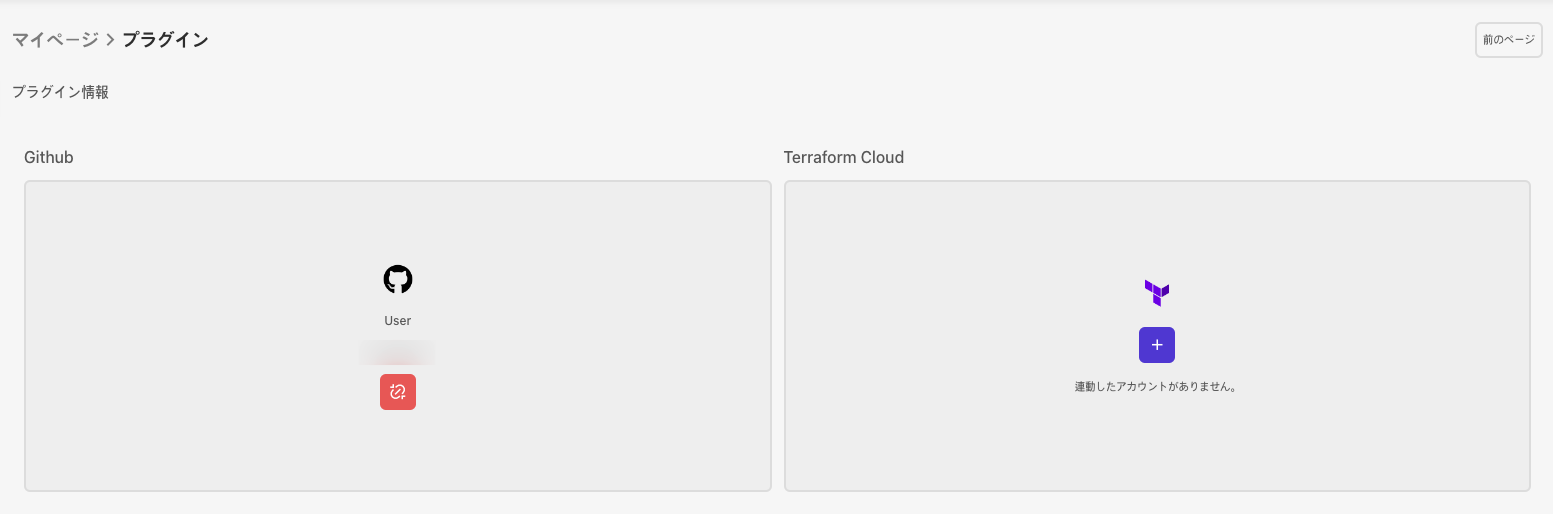 マイページ > プラグイン
前のページ
プラグイン情報
Github
Terraform Cloud
User
連動したアカウントがありません。